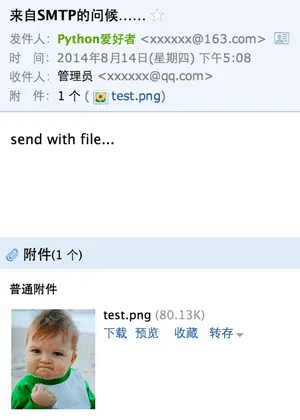 来自SMTP的问候......
发件人：Python爱好者 <xxxxxx@163.com>
时　间：2014年8月14日(星期四) 下午5:08
收件人：管理员 <xxxxxx@qq.com>
附　件：1 个 ( test.png)
send with file...
附件(1 个)
普通附件
test.png (80.13K)
下载 预览 收藏 转存